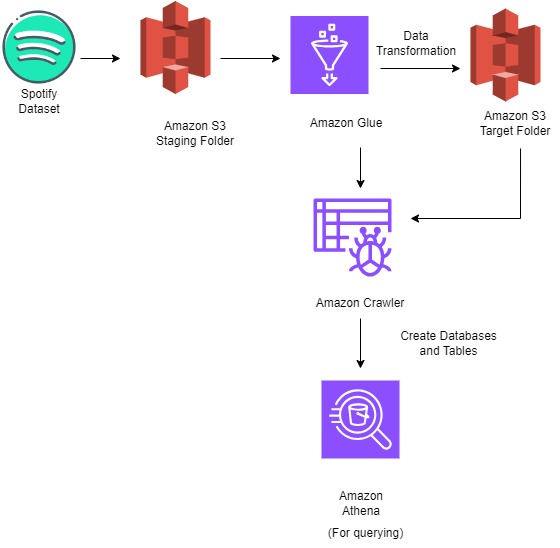 Data
Transformation
Spotify
Dataset
Amazon S3
Staging Folder
Amazon Glue
Amazon S3
Target Folder
Amazon Crawler
Create Databases
and Tables
Amazon
Athena
(For querying)